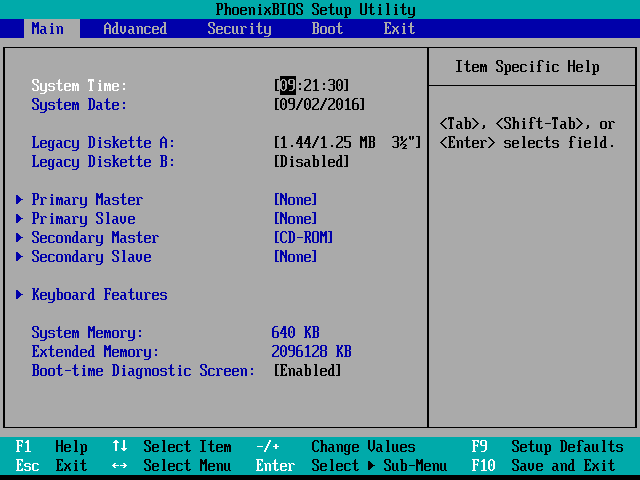 PhoenixBIOS Setup Utility
Main Advanced Security Boot Exit
Item Specific Help
System Time: [09:21:30]
System Date: [09/02/2016]
<Tab>, <Shift-Tab>, or
<Enter> selects field.
Legacy Diskette A: [1.44/1.25 MB 3½"]
Legacy Diskette B: [Disabled]
Primary Master [None]
Primary Slave [None]
Secondary Master [CD-ROM]
Secondary Slave [None]
Keyboard Features
System Memory: 640 KB
Extended Memory: 2096128 KB
Boot-time Diagnostic Screen: [Enabled]
F1 Help ↑↓ Select Item -/+ Change Values F9 Setup Defaults
Esc Exit ↔ Select Menu Enter Select ▶ Sub-Menu F10 Save and Exit